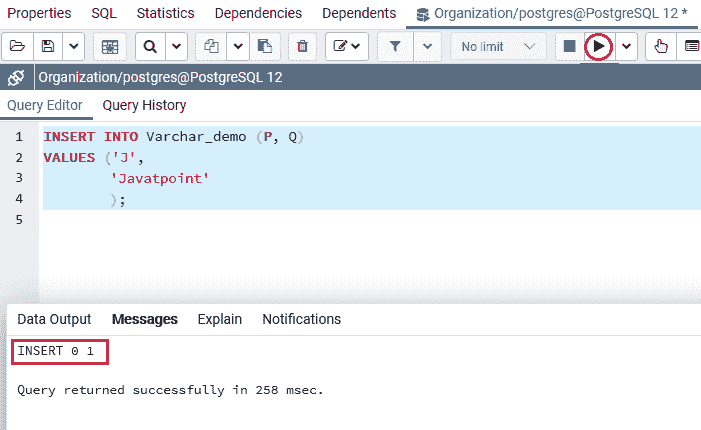 Properties SQL Statistics Dependencies Dependents Organization/postgres@PostgreSQL 12 *
No limit
Organization/postgres@PostgreSQL 12
Query Editor Query History
1 INSERT INTO Varchar_demo (P, Q)
2 VALUES ('J',
3 'Javatpoint'
4 );
5
Data Output Messages Explain Notifications
INSERT 0 1
Query returned successfully in 258 msec.